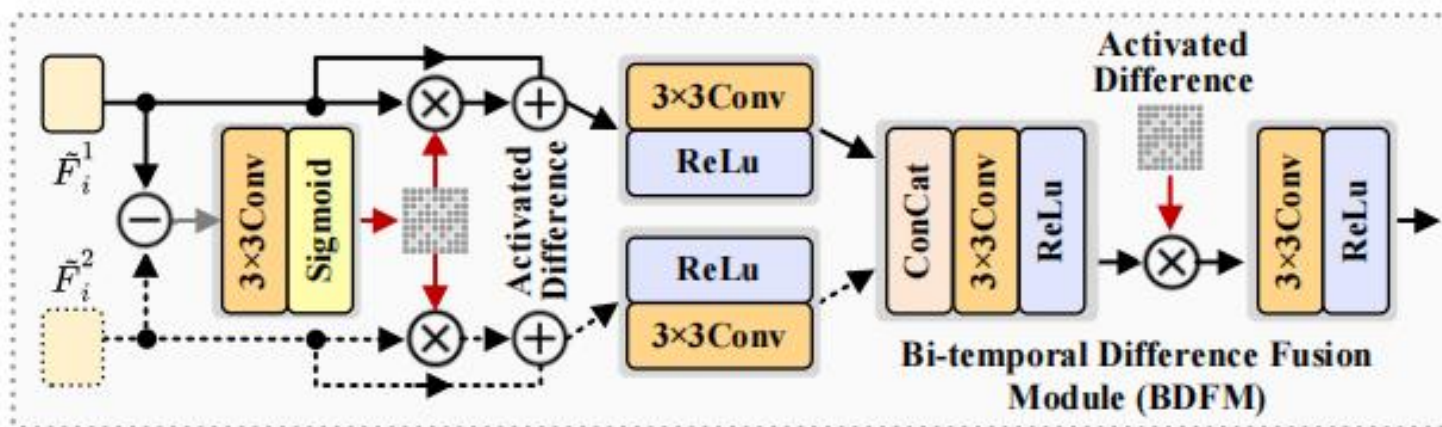 F̃_i^1
F̃_i^2
3×3Conv
Sigmoid
Activated
Difference
3×3Conv
ReLu
ReLu
3×3Conv
ConCat
3×3Conv
ReLu
Activated
Difference
3×3Conv
ReLu
Bi-temporal Difference Fusion
Module (BDFM)